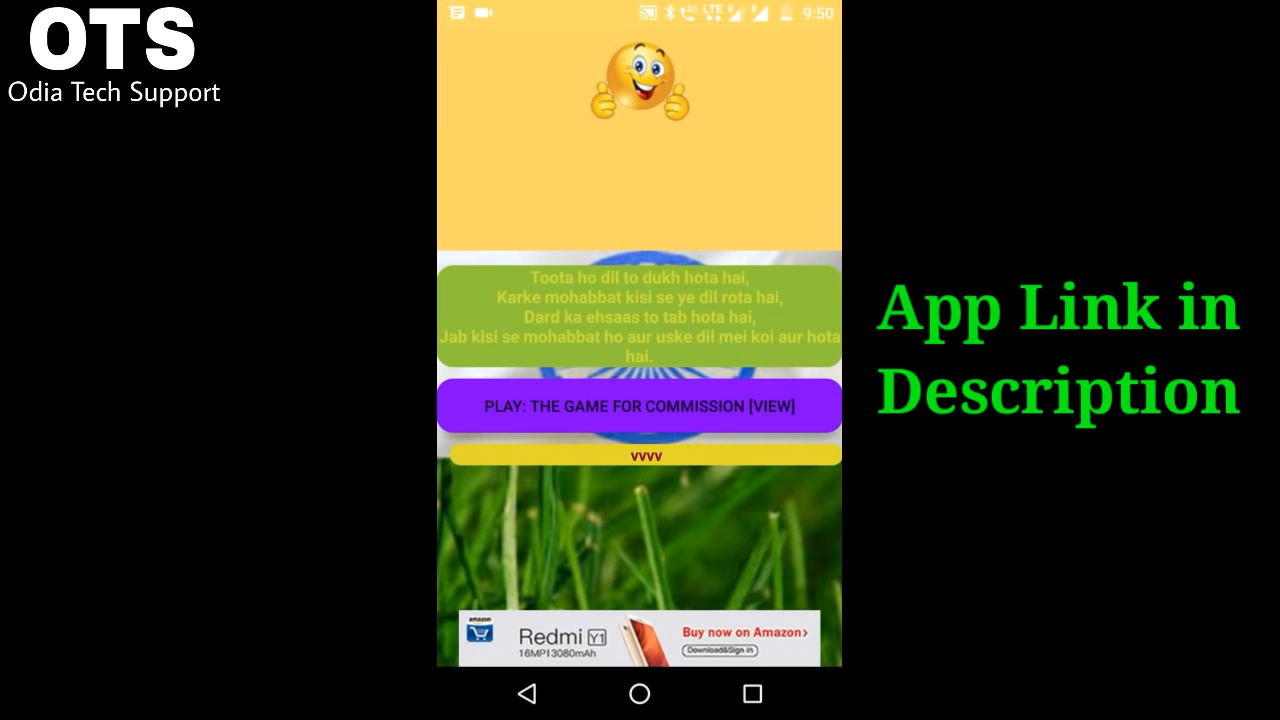 OTS
Odia Tech Support
LTE
9:50
Toota ho dil to dukh hota hai,
Karke mohabbat kisi se ye dil rota hai,
Dard ka ehsaas to tab hota hai,
Jab kisi se mohabbat ho aur uske dil mei koi aur hota
hai.
PLAY: THE GAME FOR COMMISSION [VIEW]
vvvv
App Link in
Description
amazon
Redmi Y1
16MP|3080mAh
Buy now on Amazon›
Download&Sign in